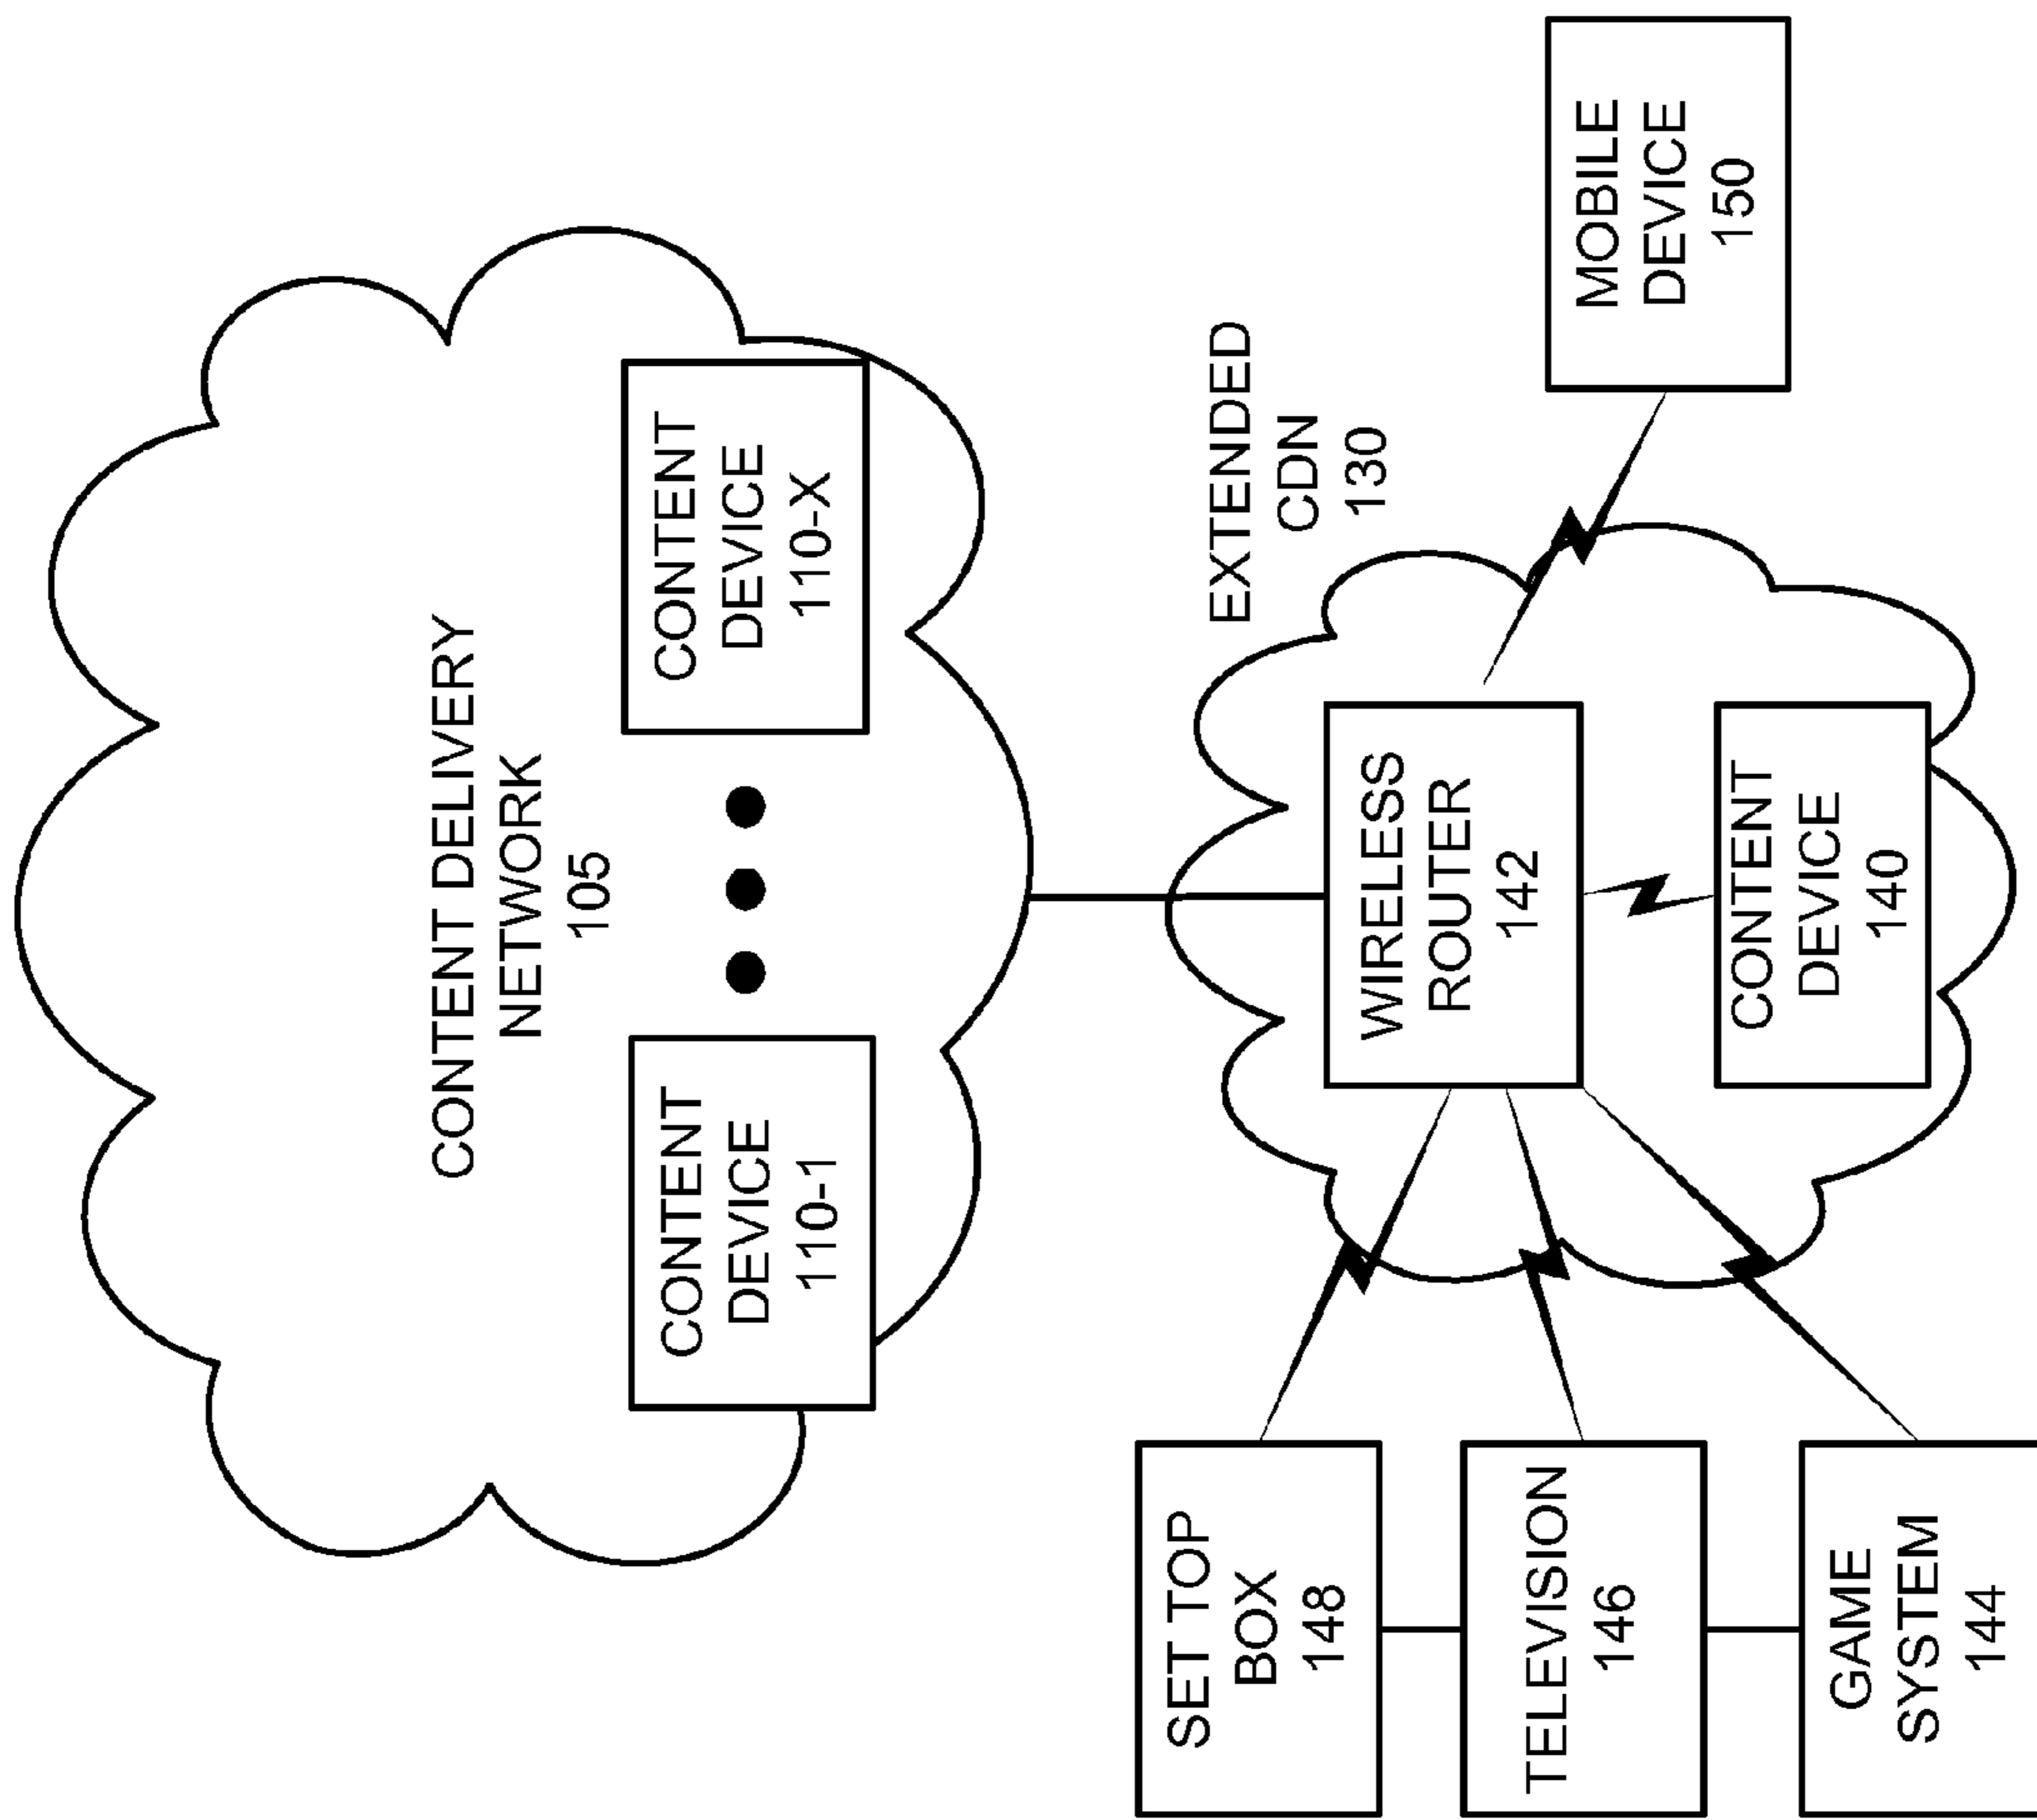 CONTENT DELIVERY
NETWORK
105
CONTENT
DEVICE
110-1
CONTENT
DEVICE
110-X
EXTENDED
CDN
130
WIRELESS
ROUTER
142
CONTENT
DEVICE
140
SET TOP
BOX
148
TELEVISION
146
GAME
SYSTEM
144
MOBILE
DEVICE
150